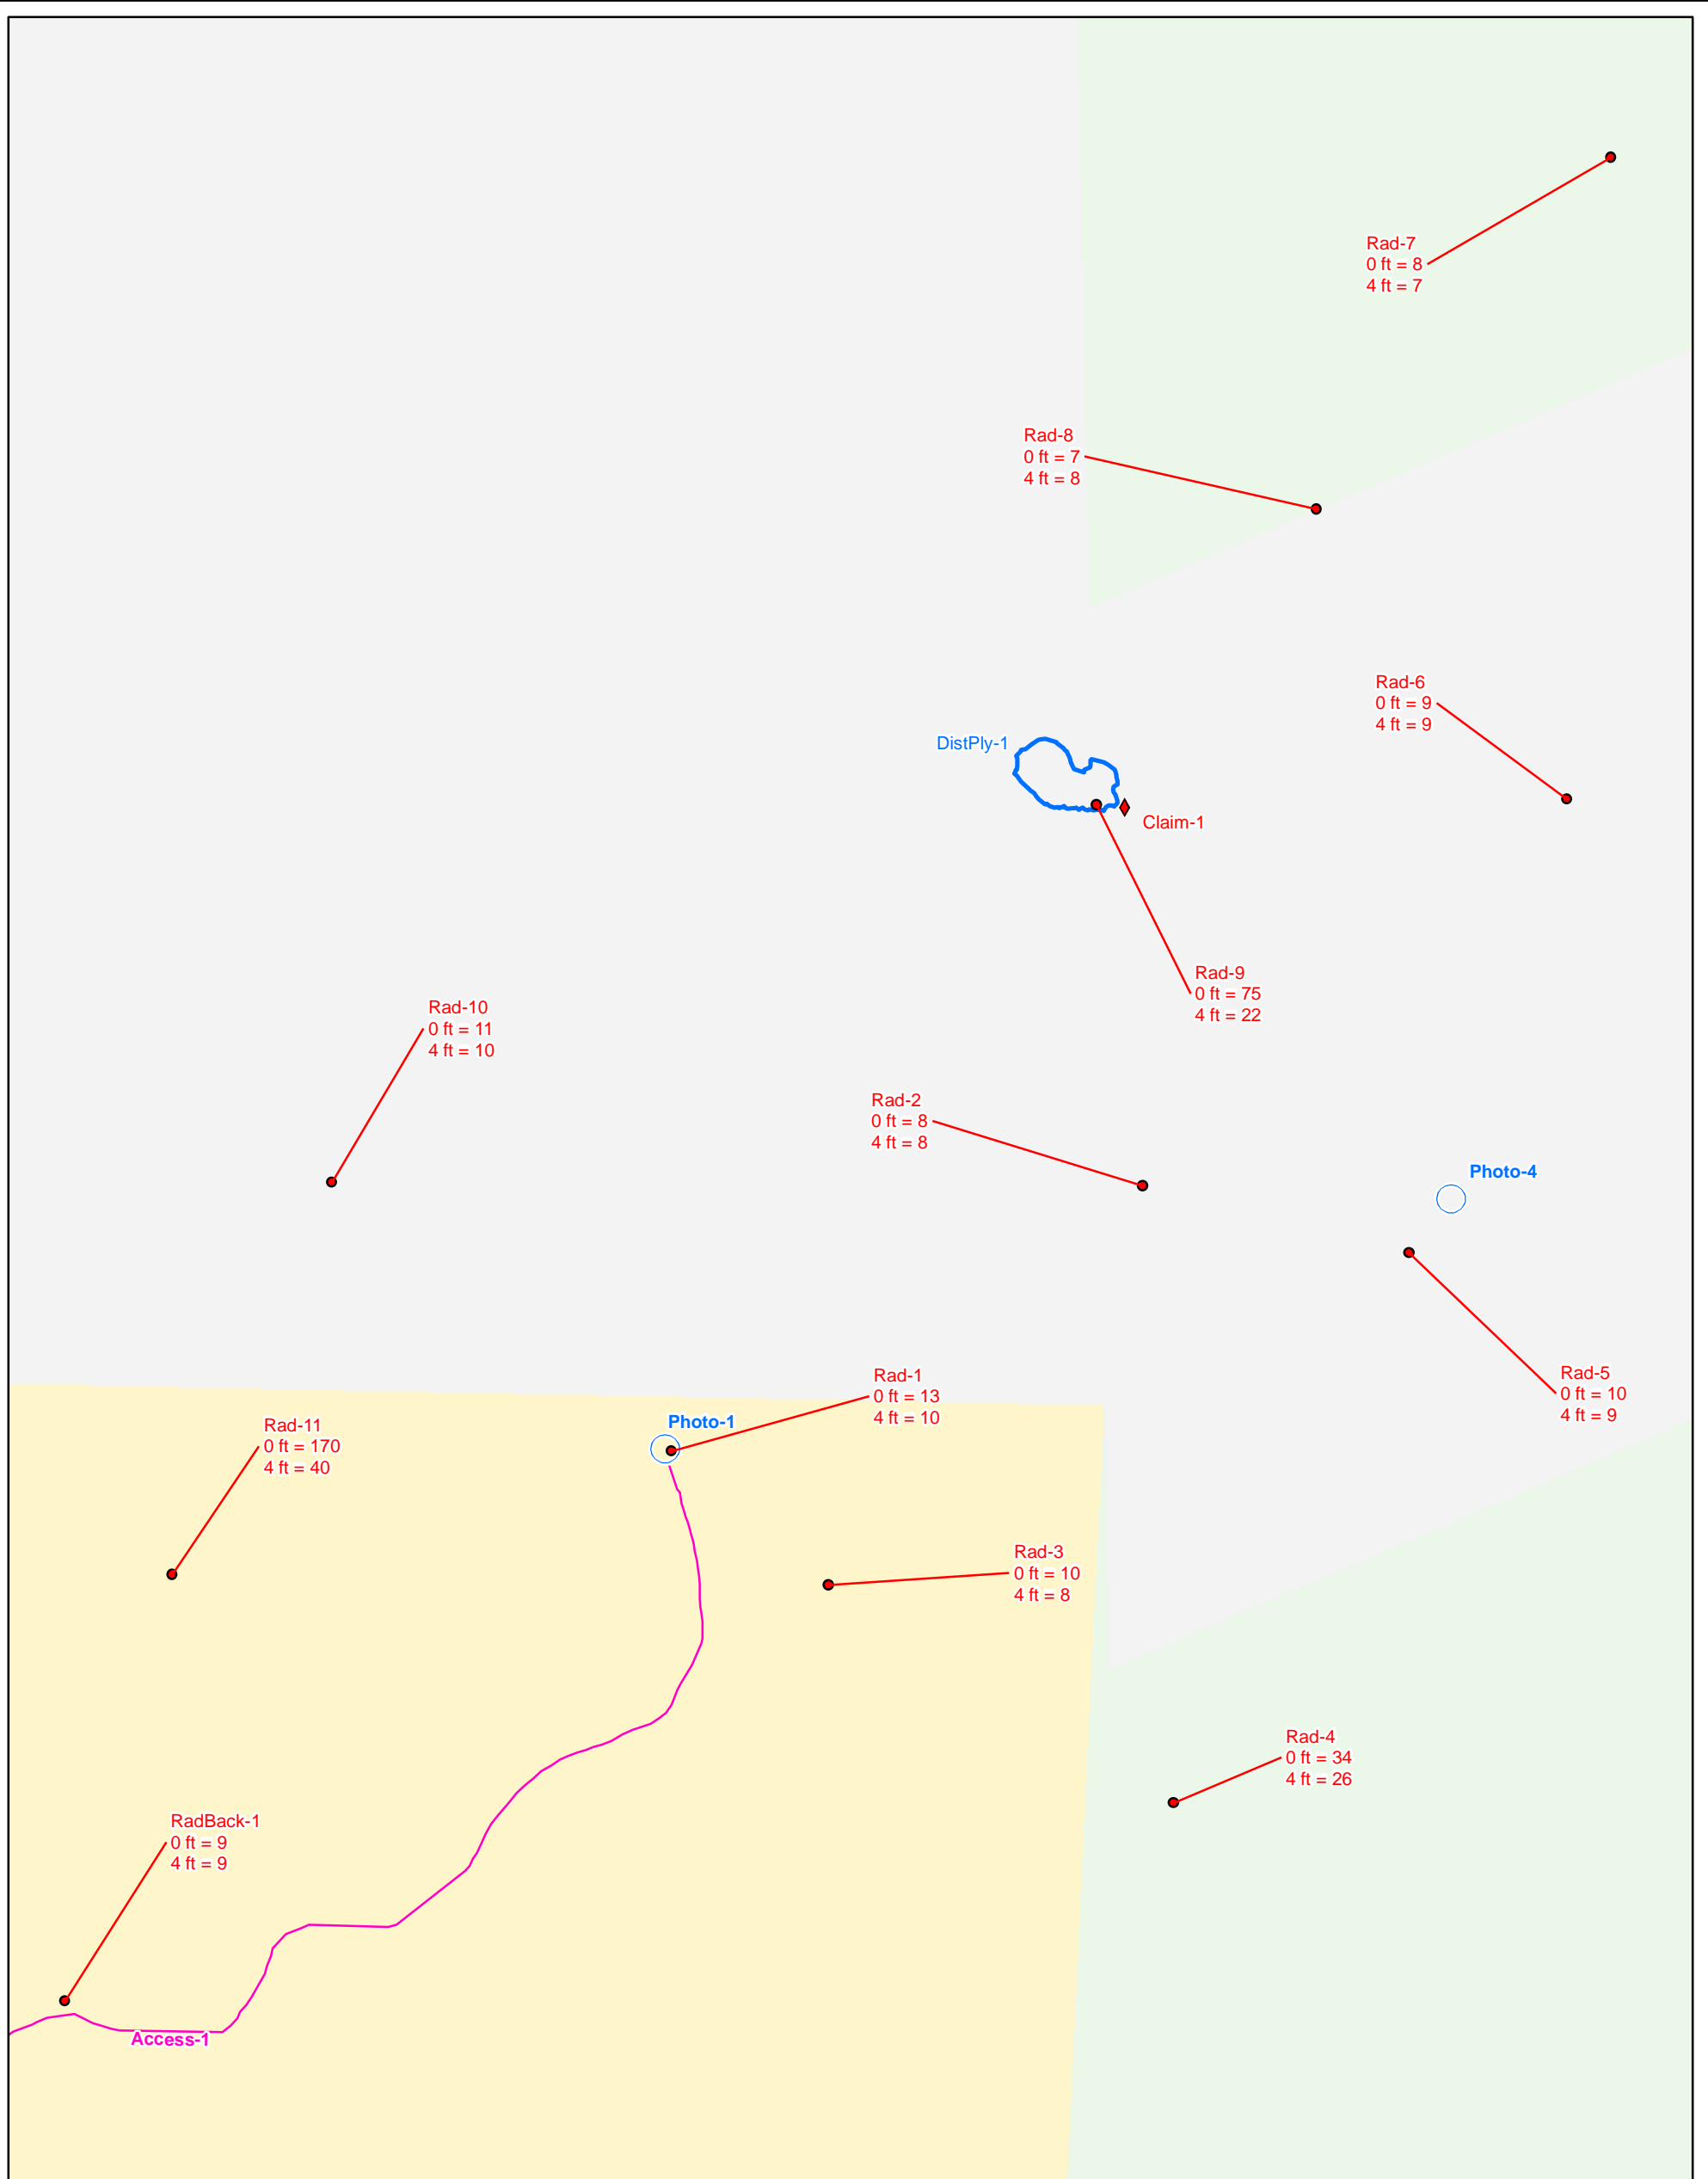 Rad-7
0 ft = 8
4 ft = 7
Rad-8
0 ft = 7
4 ft = 8
Rad-6
0 ft = 9
4 ft = 9
DistPly-1
Claim-1
Rad-9
0 ft = 75
4 ft = 22
Rad-10
0 ft = 11
4 ft = 10
Rad-2
0 ft = 8
4 ft = 8
Photo-4
Rad-5
0 ft = 10
4 ft = 9
Rad-1
0 ft = 13
4 ft = 10
Photo-1
Rad-11
0 ft = 170
4 ft = 40
Rad-3
0 ft = 10
4 ft = 8
Rad-4
0 ft = 34
4 ft = 26
RadBack-1
0 ft = 9
4 ft = 9
Access-1